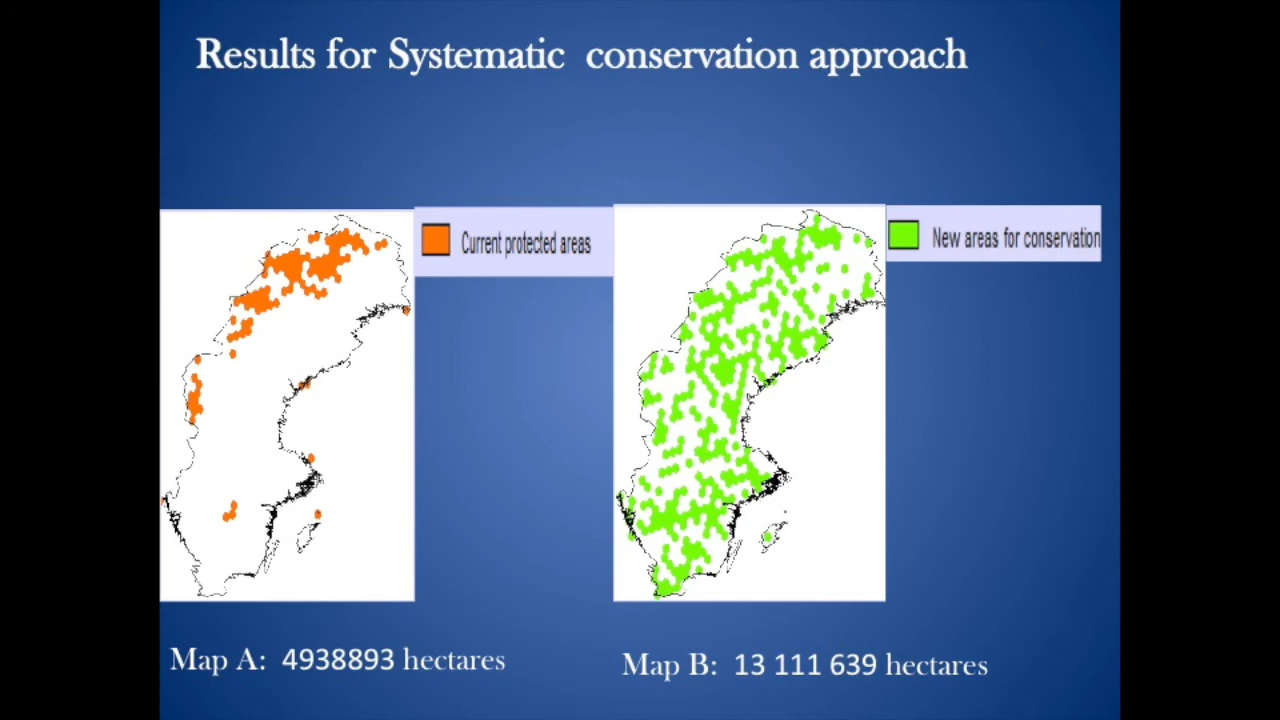 Results for Systematic conservation approach
Current protected areas
New areas for conservation
Map A: 4938893 hectares
Map B: 13 111 639 hectares